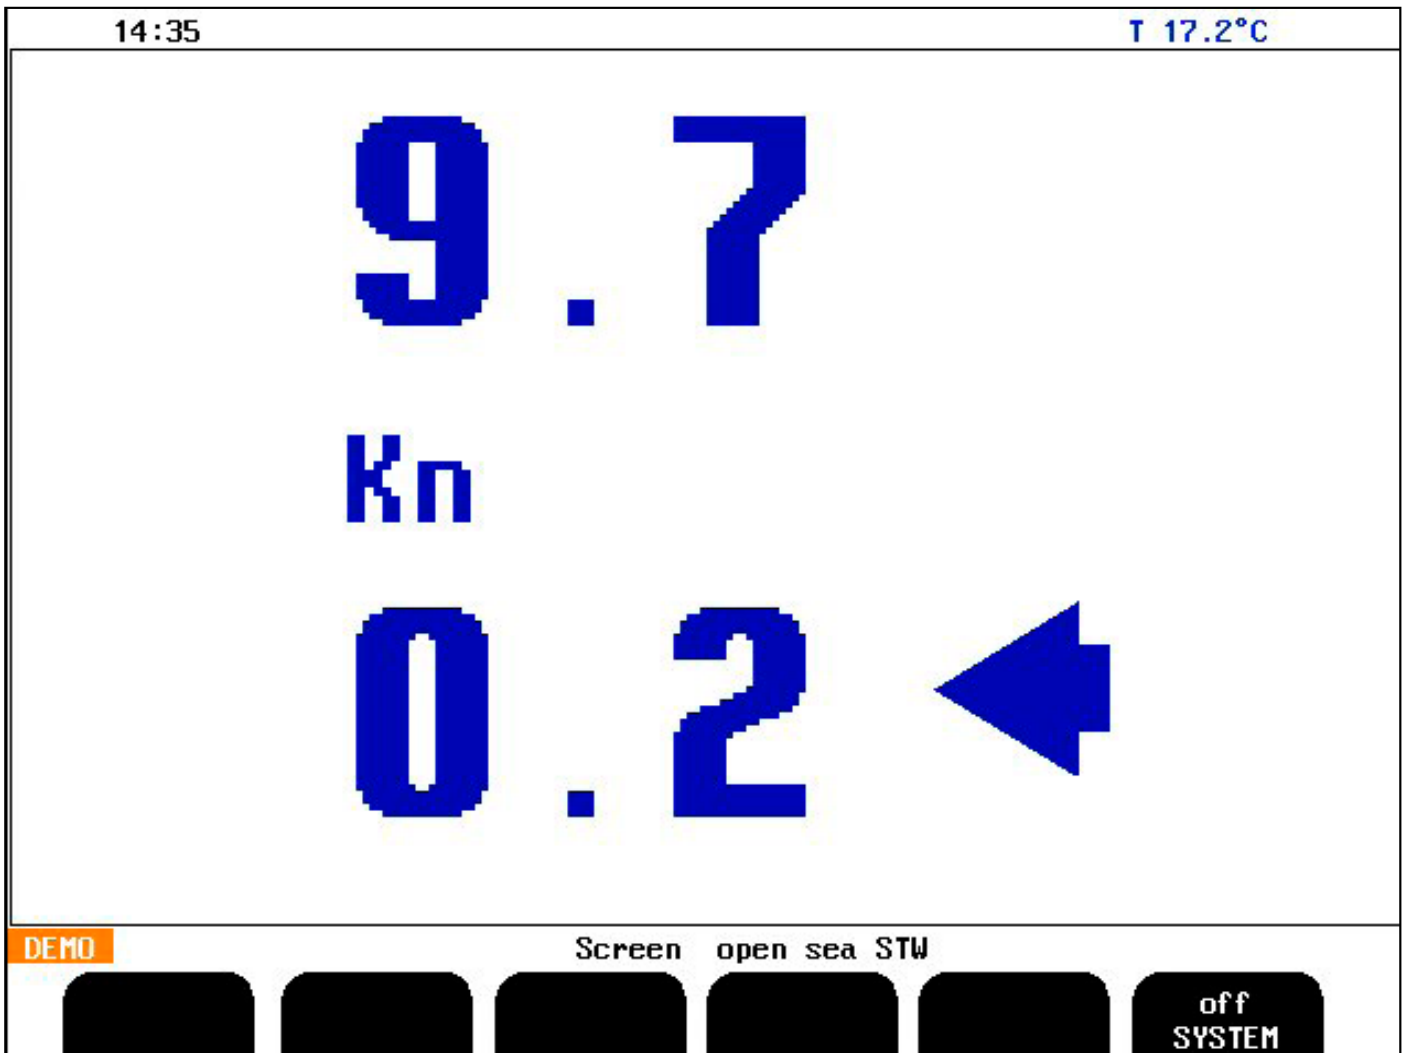 14:35 T 17.2°C
9.7
Kn
0.2
DEMO Screen open sea STW
off
SYSTEM